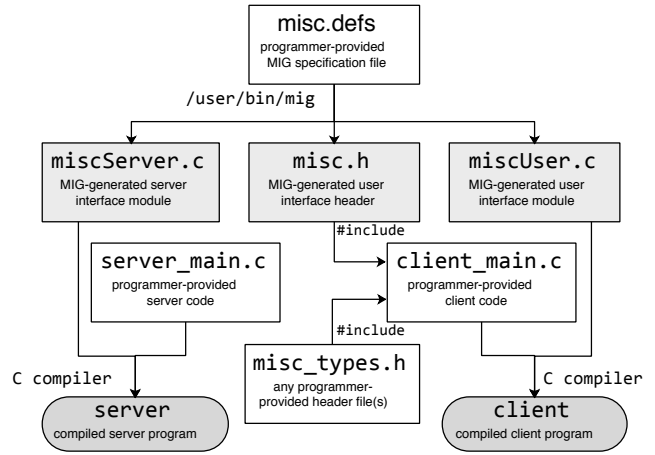 misc.defs
programmer-provided
MIG specification file
/user/bin/mig
miscServer.c
MIG-generated server
interface module
misc.h
MIG-generated user
interface header
miscUser.c
MIG-generated user
interface module
#include
server_main.c
programmer-provided
server code
client_main.c
programmer-provided
client code
#include
misc_types.h
any programmer-
provided header file(s)
C compiler
C compiler
server
compiled server program
client
compiled client program